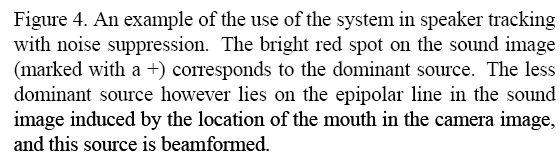 Figure 4. An example of the use of the system in speaker tracking
with noise suppression. The bright red spot on the sound image
(marked with a +) corresponds to the dominant source. The less
dominant source however lies on the epipolar line in the sound
image induced by the location of the mouth in the camera image,
and this source is beamformed.